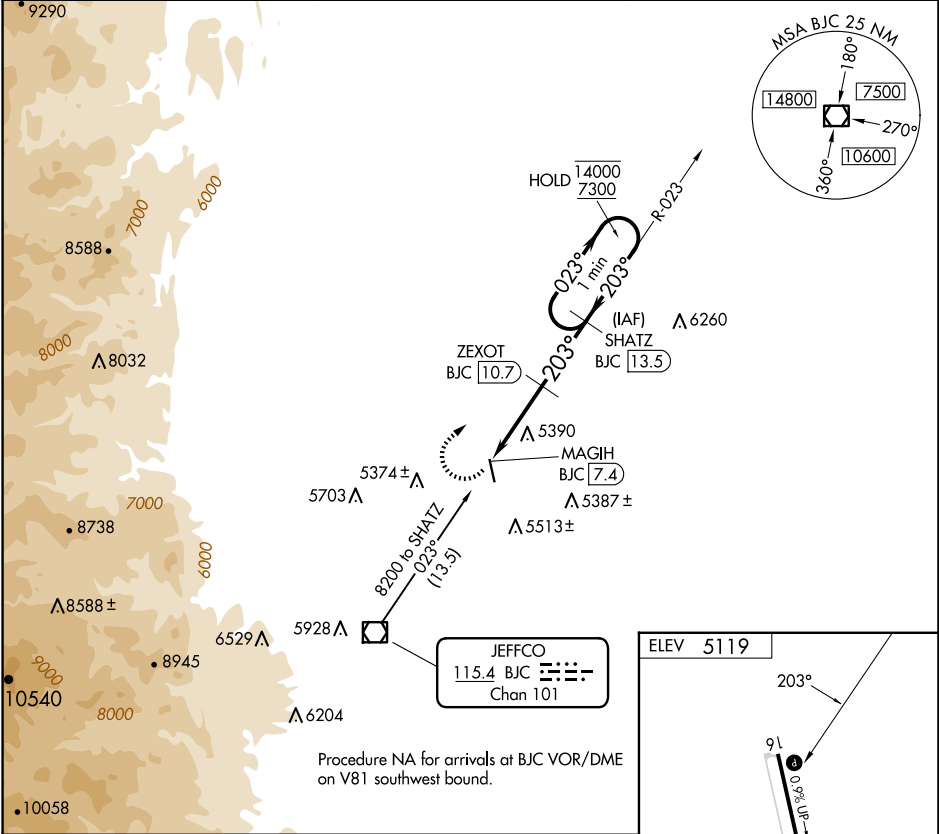 9290
MSA BJC 25 NM
180°
14800
7500
270°
10600
360°
HOLD
14000
7300
R-023
6000
7000
8588
023°
1 min
203°
(IAF)
SHATZ
BJC 13.5
6260
8000
8032
ZEXOT
BJC 10.7
203°
5390
MAGIH
BJC 7.4
5374 ±
5703
5387 ±
5513 ±
7000
8738
6000
8200 to SHATZ
023°
(13.5)
8588 ±
6529
5928
JEFFCO
115.4 BJC
Chan 101
9000
8945
10540
8000
6204
ELEV 5119
203°
16
P
0.9% UP
Procedure NA for arrivals at BJC VOR/DME
on V81 southwest bound.
10058